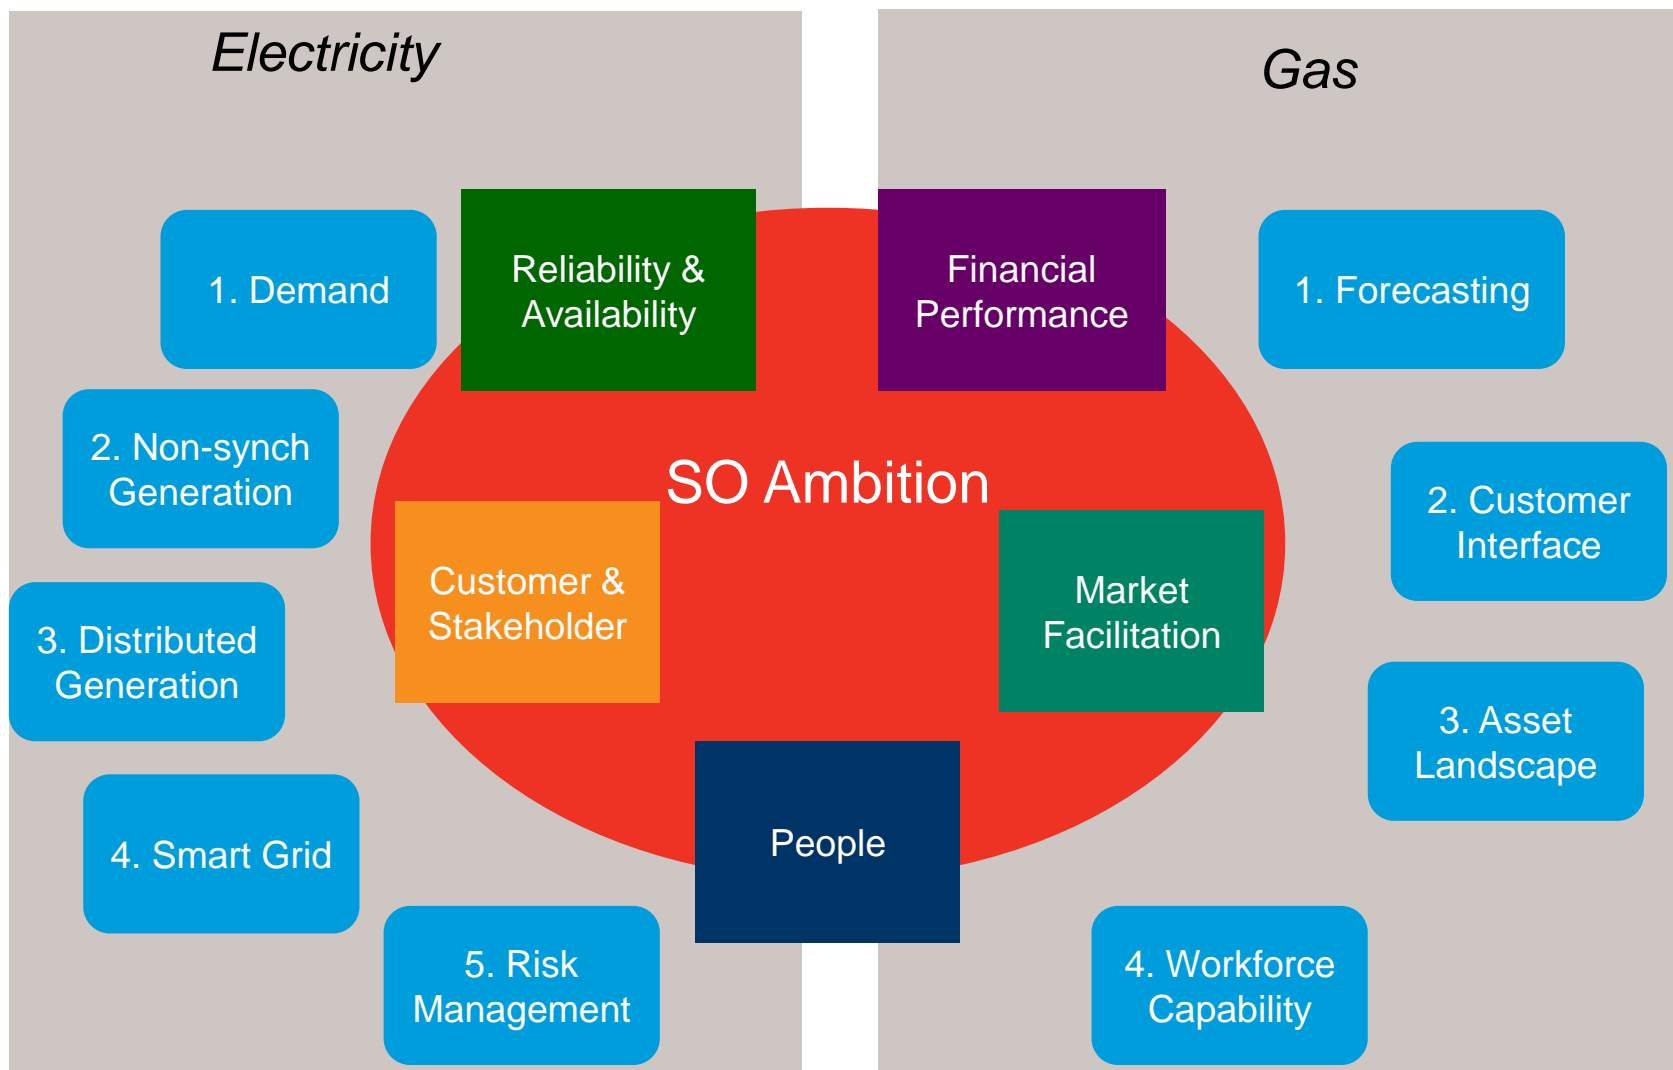 Electricity
Gas
1. Demand
Reliability &
Availability
Financial
Performance
1. Forecasting
2. Non-synch
Generation
SO Ambition
2. Customer
Interface
Customer &
Stakeholder
Market
Facilitation
3. Distributed
Generation
3. Asset
Landscape
4. Smart Grid
People
5. Risk
Management
4. Workforce
Capability